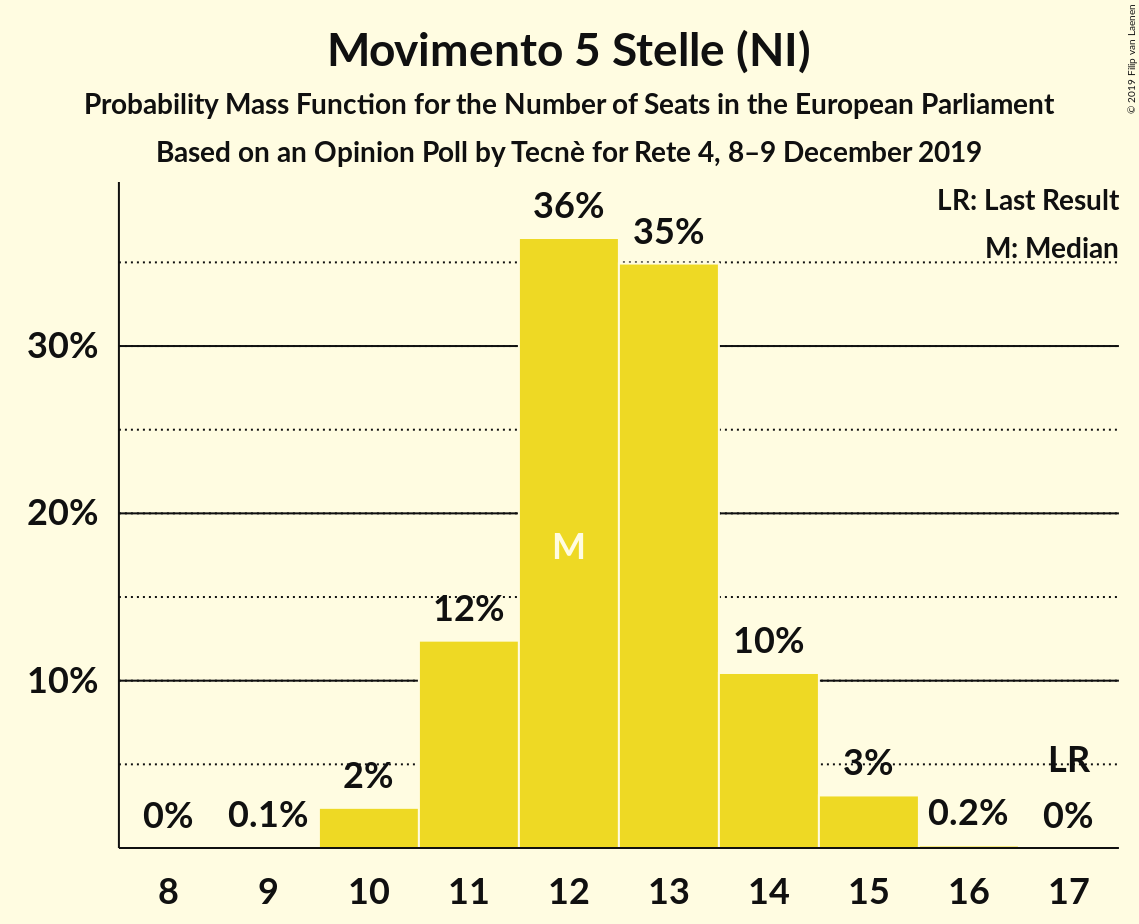 Movimento 5 Stelle (NI)
Probability Mass Function for the Number of Seats in the European Parliament
Based on an Opinion Poll by Tecnè for Rete 4, 8–9 December 2019
© 2019 Filip van Laenen
LR: Last Result
M: Median
36%
35%
30%
20%
M
12%
10%
10%
LR
3%
2%
0%
0.1%
0.2%
0%
8 9 10 11 12 13 14 15 16 17